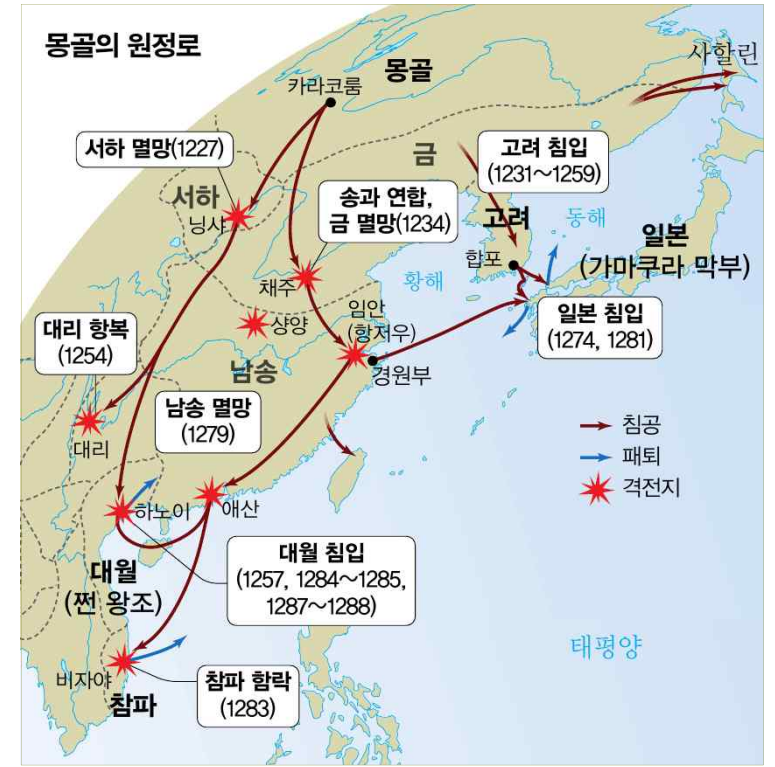 몽골의 원정로
몽골
카라코룸
사할린
서하 멸망(1227)
금
고려 침입
(1231~1259)
서하
닝샤
송과 연합,
금 멸망(1234)
고려
동해
일본
(가마쿠라 막부)
합포
채주
황해
임안
(항저우)
샹양
대리 항복
(1254)
일본 침입
(1274, 1281)
남송
경원부
남송 멸망
(1279)
대리
침공
패퇴
격전지
하노이
애산
대월 침입
(1257, 1284~1285,
1287~1288)
대월
(쩐 왕조)
태평양
비자야
참파
참파 함락
(1283)